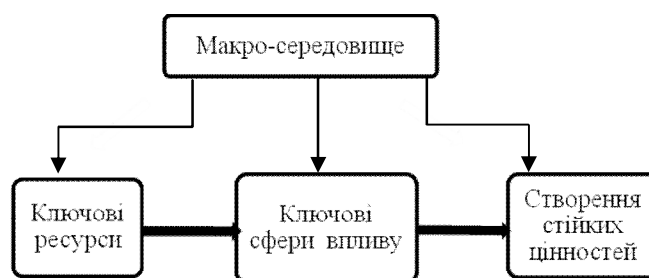 Макро-середовище
Ключові
ресурси
Ключові
сфери впливу
Створення
стійких
цінностей